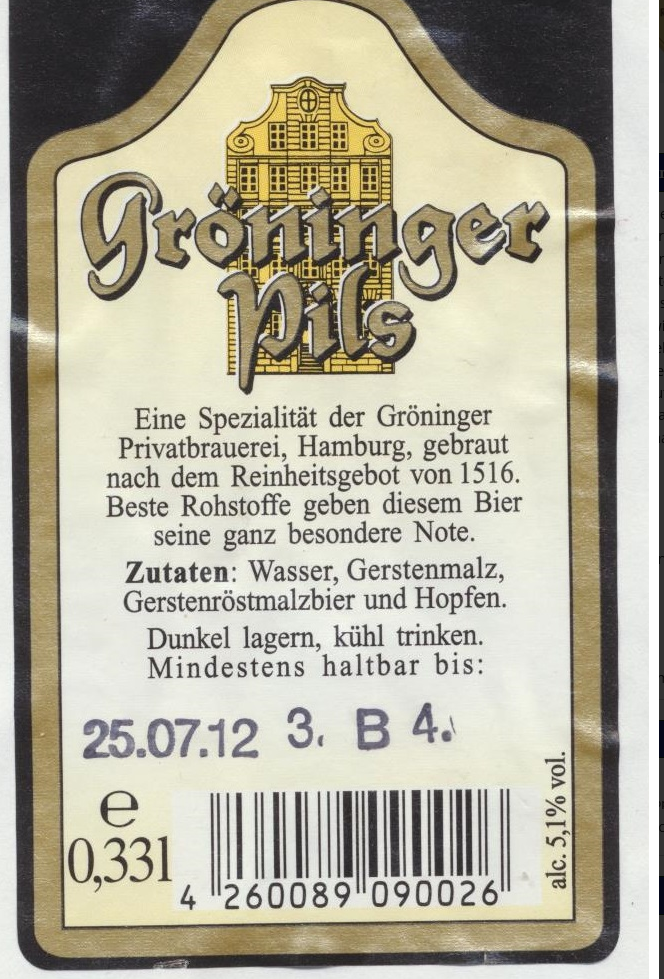 Gröninger
Pils
Eine Spezialität der Gröninger
Privatbrauerei, Hamburg, gebraut
nach dem Reinheitsgebot von 1516.
Beste Rohstoffe geben diesem Bier
seine ganz besondere Note.
Zutaten: Wasser, Gerstenmalz,
Gerstenröstmalzbier und Hopfen.
Dunkel lagern, kühl trinken.
Mindestens haltbar bis:
25.07.12 3. B 4.
e
0,33l
alc. 5,1% vol.
4 260089 090026